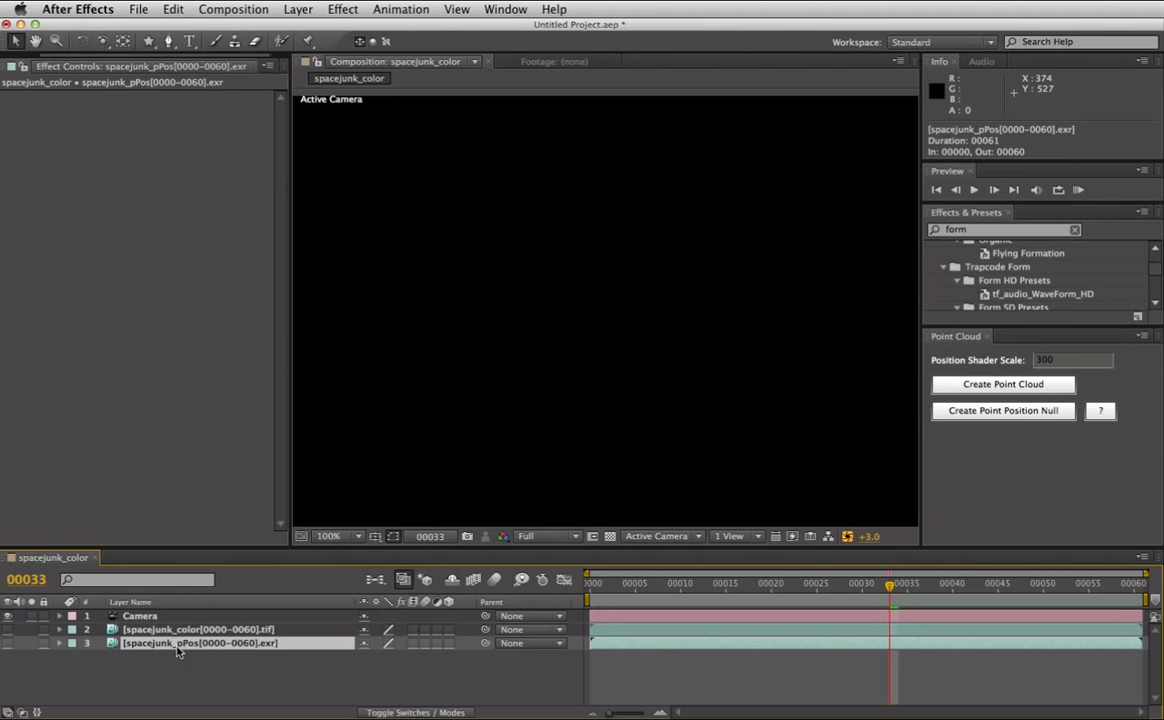 After Effects File Edit Composition Layer Effect Animation View Window Help
Untitled Project.aep *
Workspace: Standard Search Help
Effect Controls: spacejunk_pPos[0000-0060].exr
spacejunk_color • spacejunk_pPos[0000-0060].exr
Composition: spacejunk_color Footage: (none)
spacejunk_color
Active Camera
Info Audio
R :
G :
B :
A : 0
X : 374
Y : 527
[spacejunk_pPos[0000-0060].exr]
Duration: 00061
In: 00000, Out: 00060
Preview
Effects & Presets
form
Organic
Flying Formation
Trapcode Form
Form HD Presets
tf_audio_WaveForm_HD
Form SD Presets
Point Cloud
Position Shader Scale: 300
Create Point Cloud
Create Point Position Null ?
100% 00033 Full Active Camera 1 View +3.0
spacejunk_color
00033
0000 00005 00010 00015 00020 00025 00030 00035 00040 00045 00050 00055 00060
# Layer Name Parent
1 Camera None
2 [spacejunk_color[0000-0060].tif] None
3 [spacejunk_pPos[0000-0060].exr] None
Toggle Switches / Modes